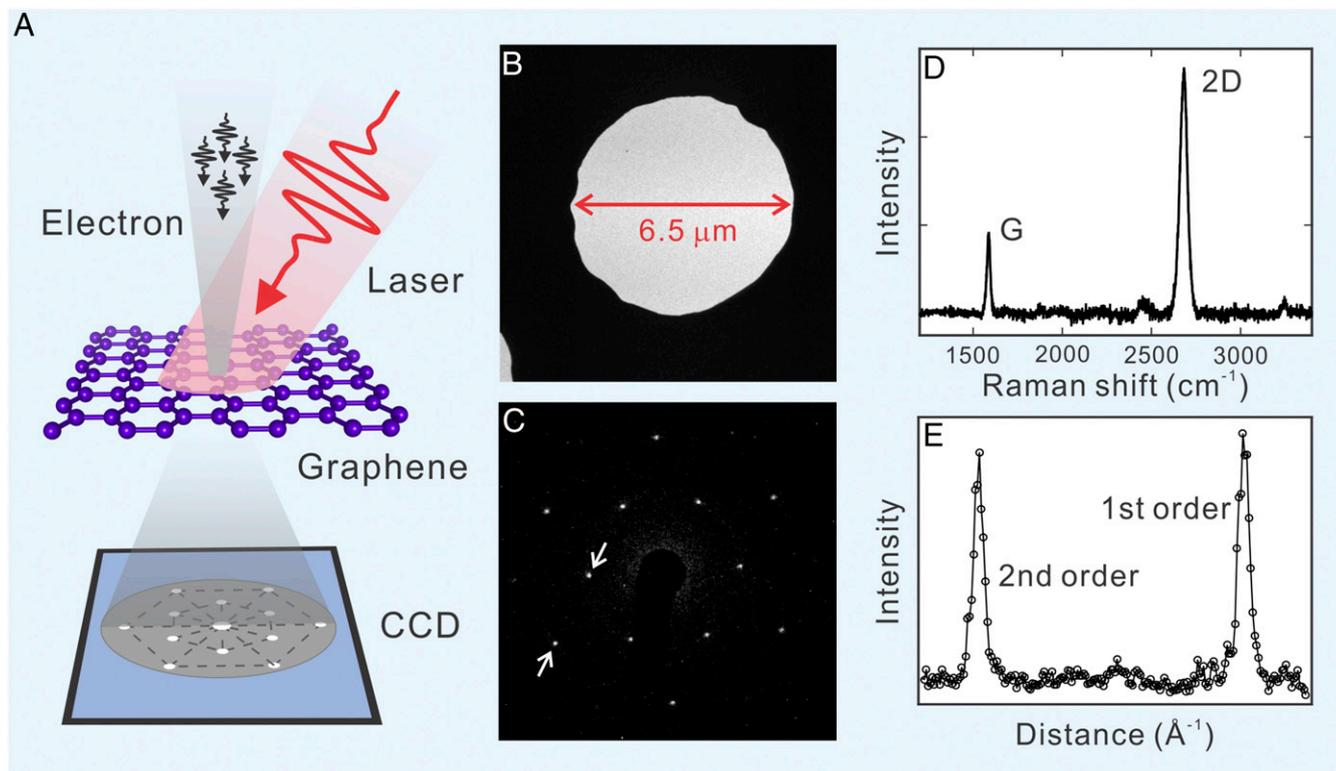 A
Electron
Laser
Graphene
CCD
B
6.5 μm
C
D
2D
G
Intensity
1500 2000 2500 3000
Raman shift (cm⁻¹)
E
1st order
2nd order
Intensity
Distance (Å⁻¹)